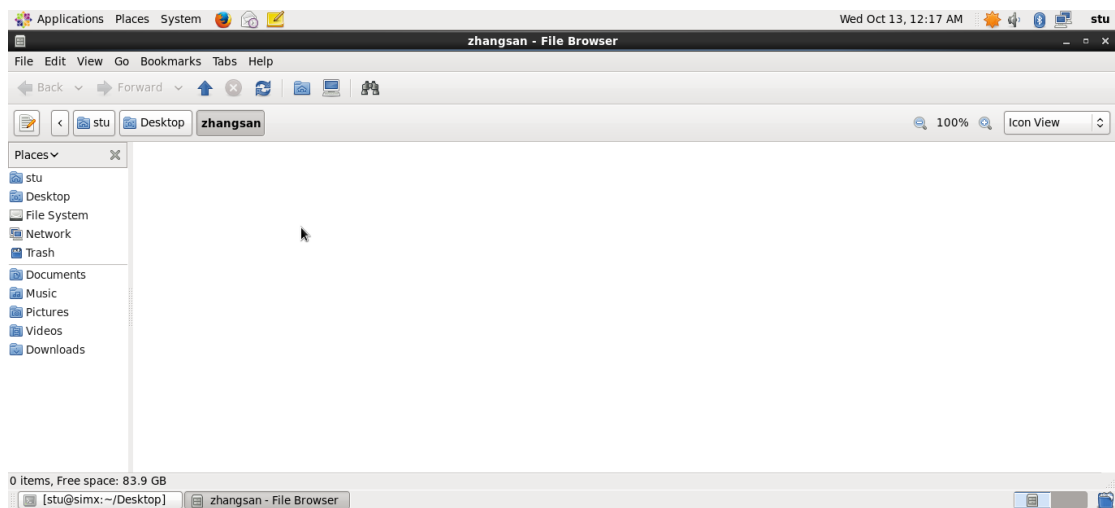 Applications Places System Wed Oct 13, 12:17 AM stu
zhangsan - File Browser
File Edit View Go Bookmarks Tabs Help
Back Forward
stu Desktop zhangsan 100% Icon View
Places
stu
Desktop
File System
Network
Trash
Documents
Music
Pictures
Videos
Downloads
0 items, Free space: 83.9 GB
[stu@simx:~/Desktop] zhangsan - File Browser